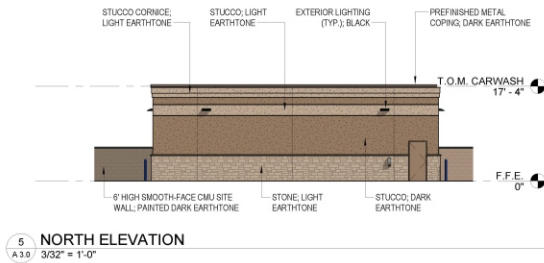 STUCCO CORNICE;
LIGHT EARTHTONE
STUCCO; LIGHT
EARTHTONE
EXTERIOR LIGHTING
(TYP.); BLACK
PREFINISHED METAL
COPING; DARK EARTHTONE
T.O.M. CARWASH
17' - 4"
F.F.E.
0"
6' HIGH SMOOTH-FACE CMU SITE
WALL; PAINTED DARK EARTHTONE
STONE; LIGHT
EARTHTONE
STUCCO; DARK
EARTHTONE
5
A 3.0
NORTH ELEVATION
3/32" = 1'-0"